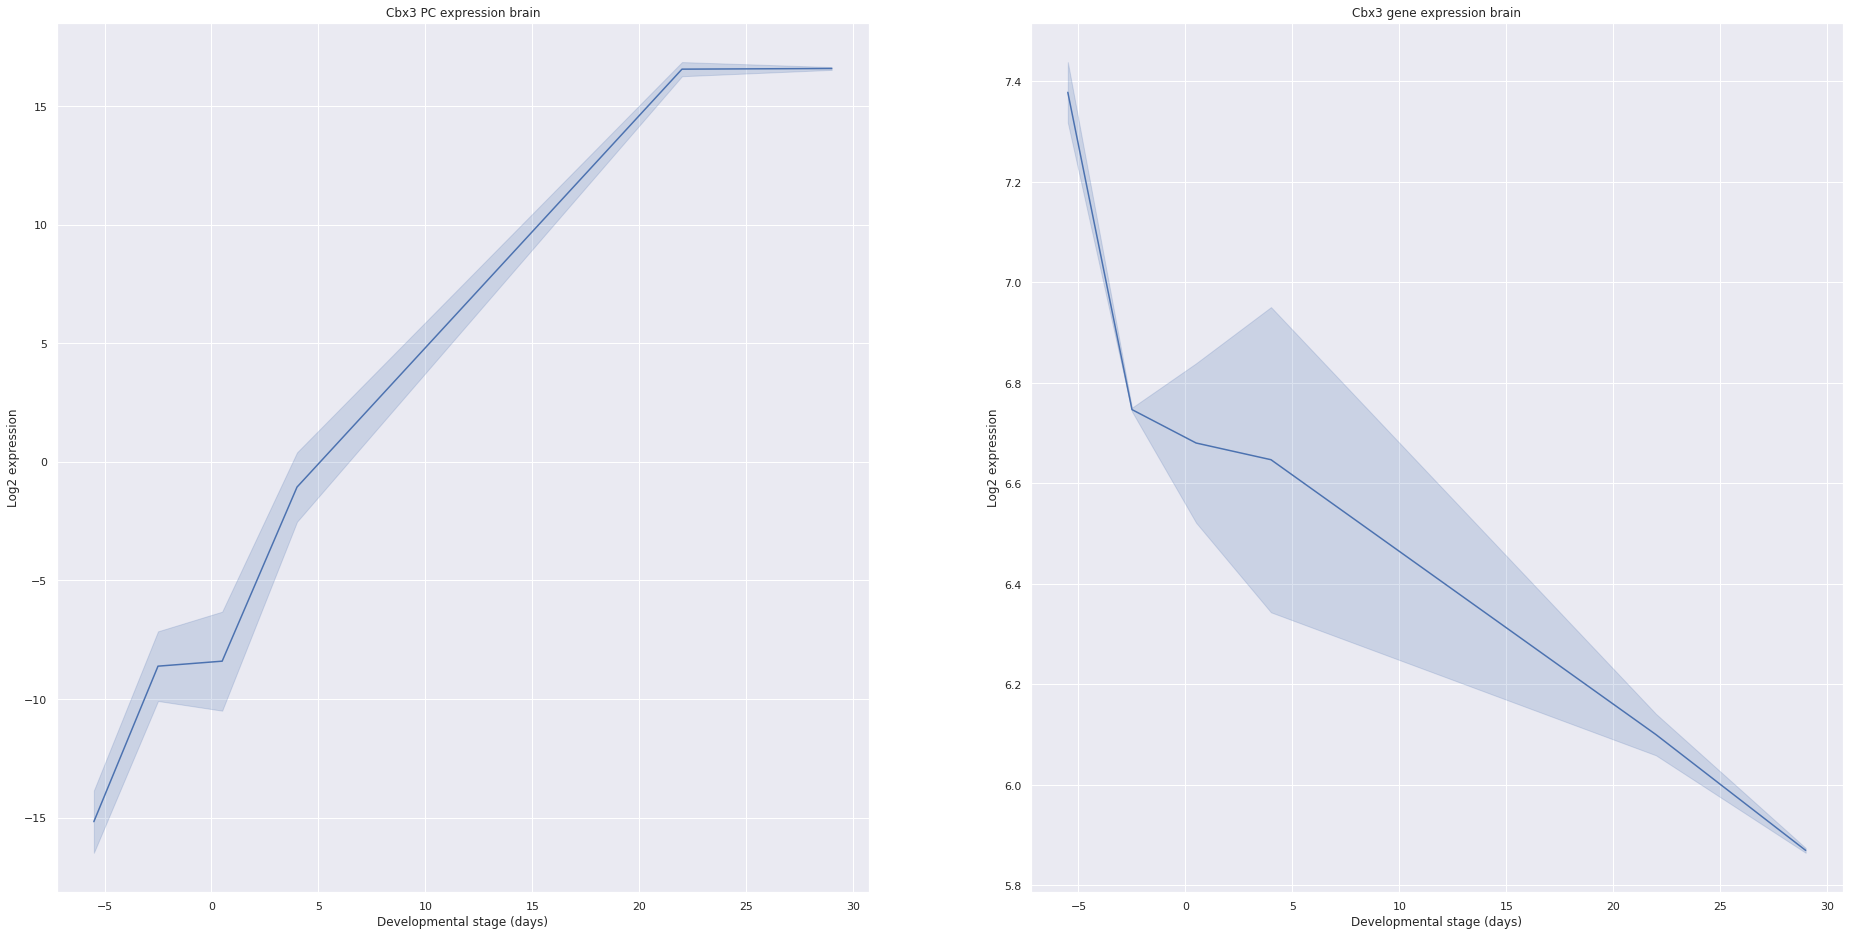 Cbx3 PC expression brain
Log2 expression
15
10
5
0
−5
−10
−15
−5 0 5 10 15 20 25 30
Developmental stage (days)
Cbx3 gene expression brain
Log2 expression
7.4
7.2
7.0
6.8
6.6
6.4
6.2
6.0
5.8
−5 0 5 10 15 20 25 30
Developmental stage (days)